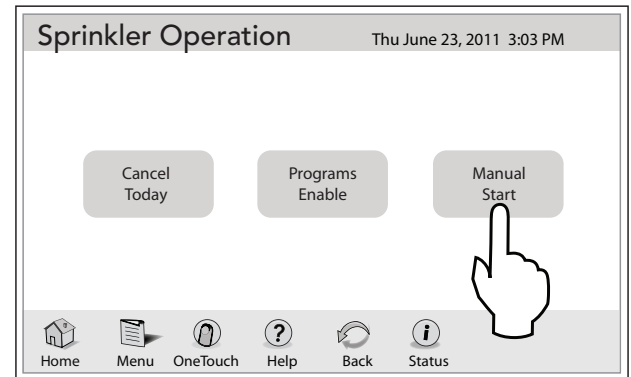 Sprinkler Operation Thu June 23, 2011 3:03 PM
Cancel
Today
Programs
Enable
Manual
Start
Home Menu OneTouch Help Back Status